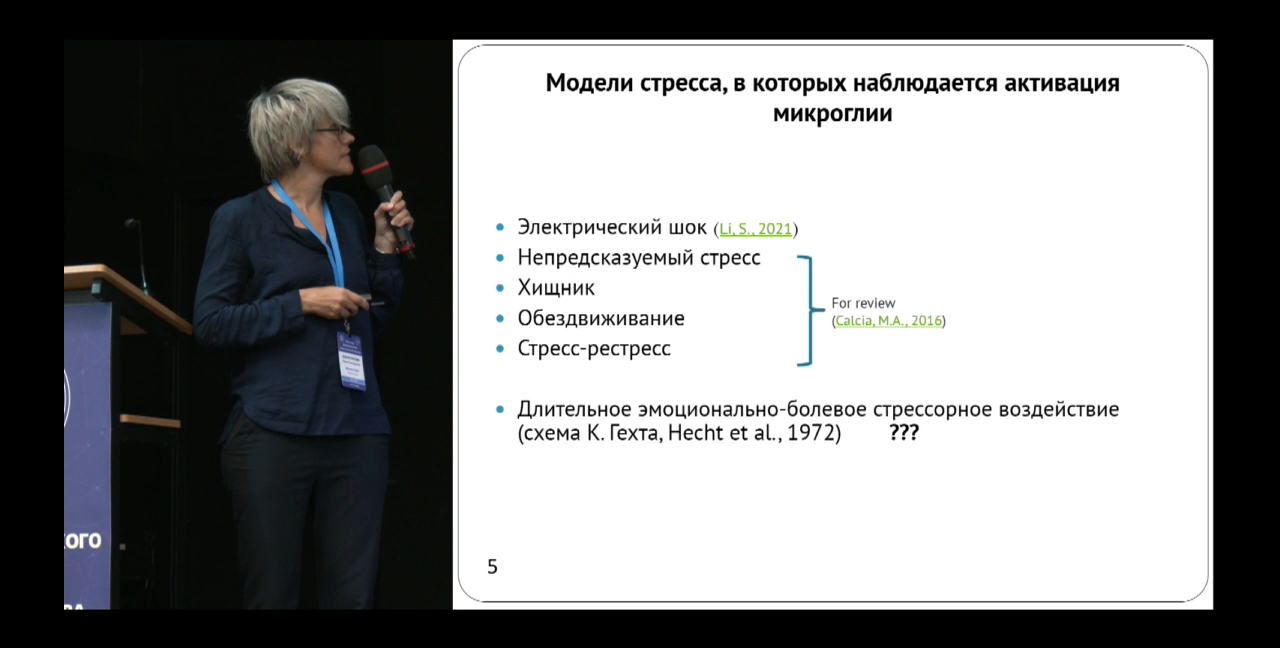 Модели стресса, в которых наблюдается активация
микроглии
• Электрический шок (Li, S., 2021)
• Непредсказуемый стресс
• Хищник
• Обездвиживание
• Стресс-рестресс
For review
(Calcia, M.A., 2016)
• Длительное эмоционально-болевое стрессорное воздействие
(схема К. Гехта, Hecht et al., 1972) ???
5
кого